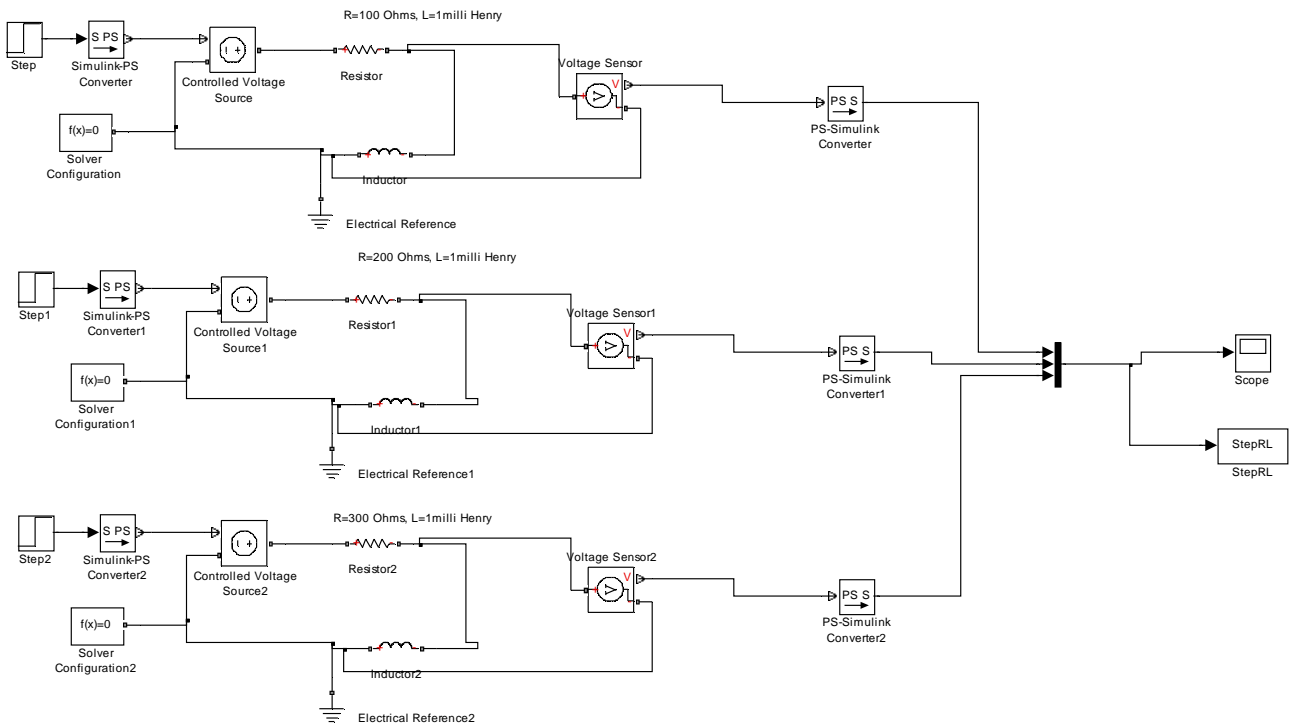 R=100 Ohms, L=1milli Henry
Step
S PS
Simulink-PS
Converter
Controlled Voltage
Source
Resistor
Voltage Sensor
V
V
PS S
PS-Simulink
Converter
f(x)=0
Solver
Configuration
Inductor
Electrical Reference
R=200 Ohms, L=1milli Henry
Step1
S PS
Simulink-PS
Converter1
Controlled Voltage
Source1
Resistor1
Voltage Sensor1
V
V
PS S
PS-Simulink
Converter1
Scope
f(x)=0
Solver
Configuration1
Inductor1
Electrical Reference1
StepRL
StepRL
R=300 Ohms, L=1milli Henry
Step2
S PS
Simulink-PS
Converter2
Controlled Voltage
Source2
Resistor2
Voltage Sensor2
V
V
PS S
PS-Simulink
Converter2
f(x)=0
Solver
Configuration2
Inductor2
Electrical Reference2